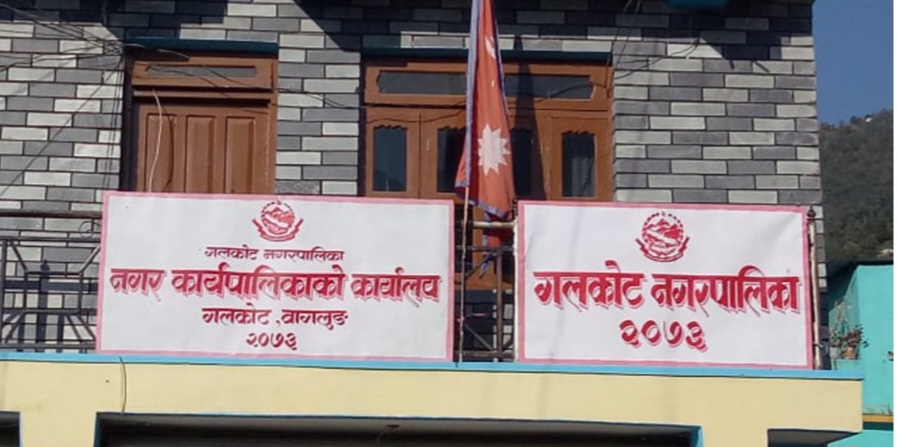 गलकोट नगरपालिका
नगर कार्यपालिकाको कार्यालय
गलकोट ,बागलुङ
२०७३
गलकोट नगरपालिका
२०७३